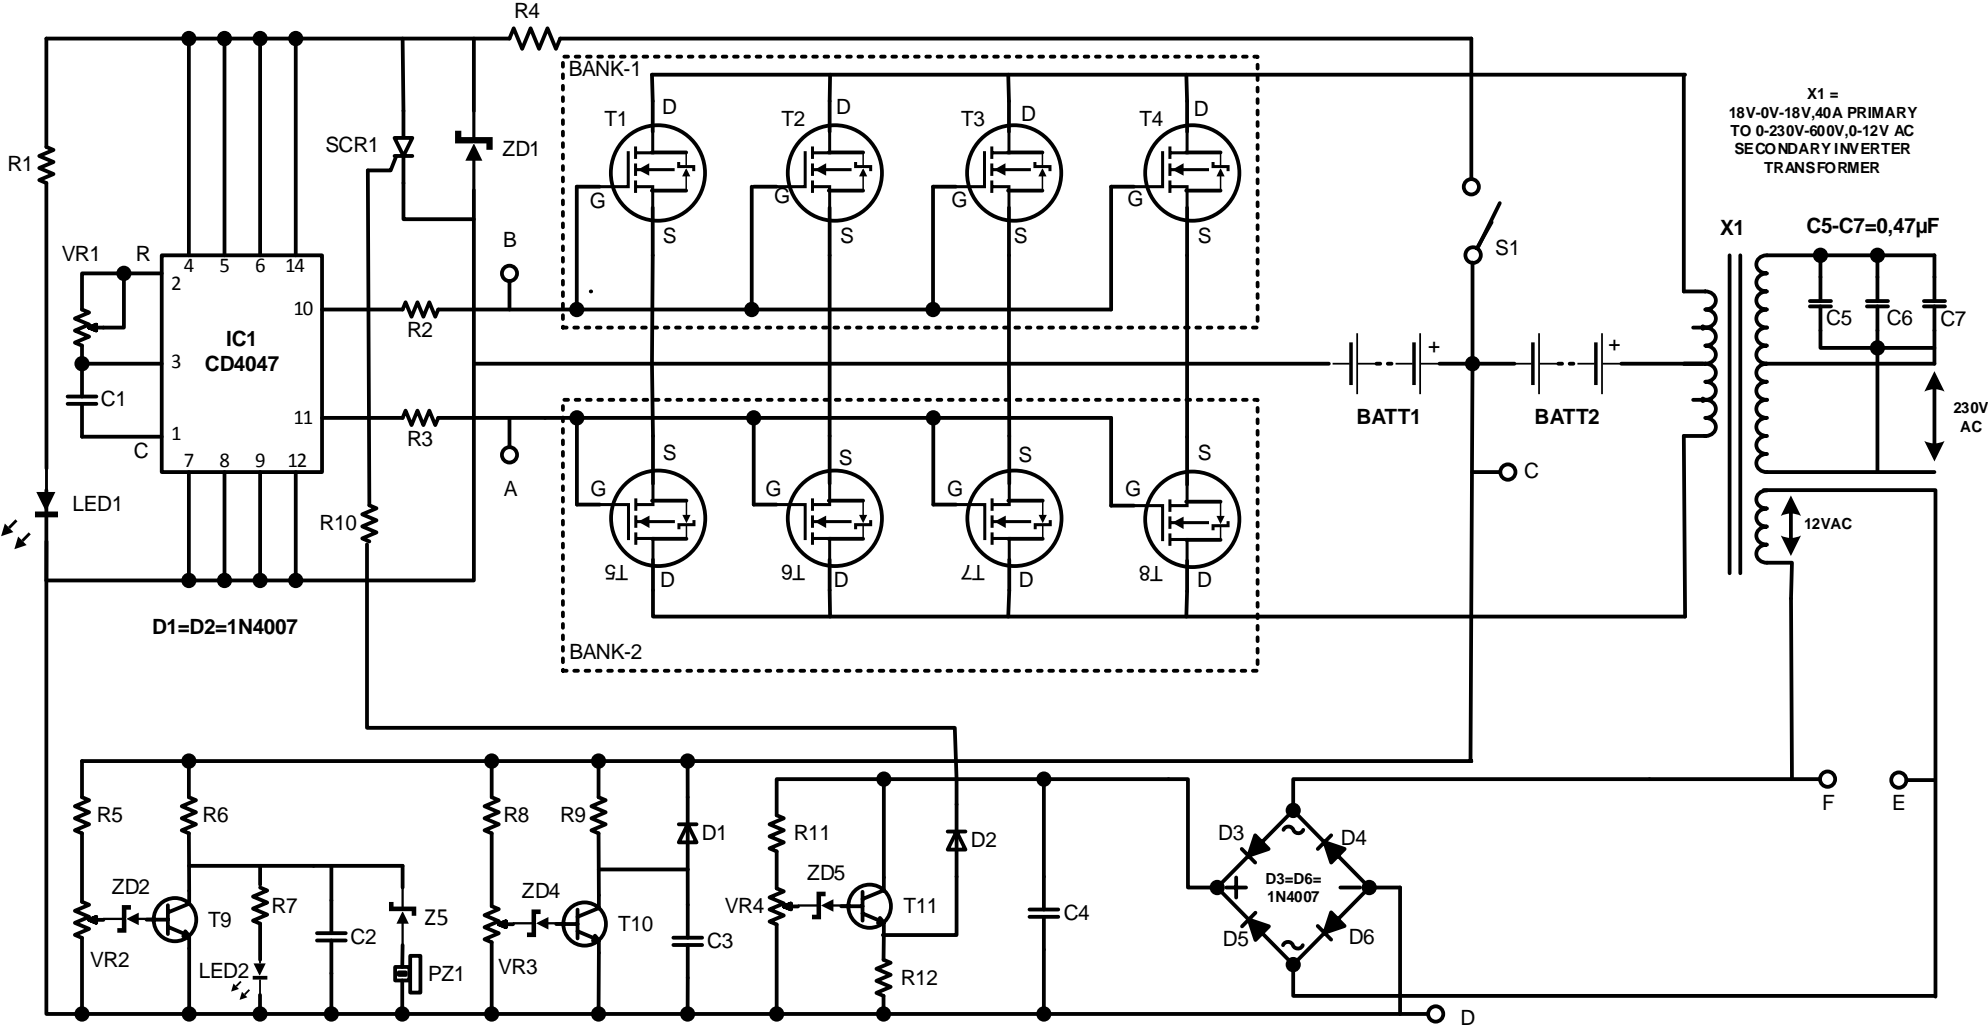 R4
BANK-1
X1 =
18V-0V-18V,40A PRIMARY
TO 0-230V-600V,0-12V AC
SECONDARY INVERTER
TRANSFORMER
T1
D
T2
D
T3
D
T4
D
R1
SCR1
ZD1
G
G
G
G
S
S
S
S
B
S1
X1
C5-C7=0,47µF
VR1
R
4
5
6
14
2
10
R2
C5
C6
C7
IC1
CD4047
3
+
+
C1
BATT1
BATT2
230V
AC
11
R3
1
C
7
8
9
12
A
S
S
S
S
G
G
G
G
C
LED1
R10
12VAC
T5
D
T6
D
T7
D
T8
D
D1=D2=1N4007
BANK-2
R5
R6
R8
R9
D1
R11
D2
F
E
D3
D4
ZD2
ZD4
ZD5
D3=D6=
1N4007
+
T9
R7
Z5
VR4
T11
C4
T10
C2
C3
D5
D6
VR2
LED2
PZ1
VR3
R12
D